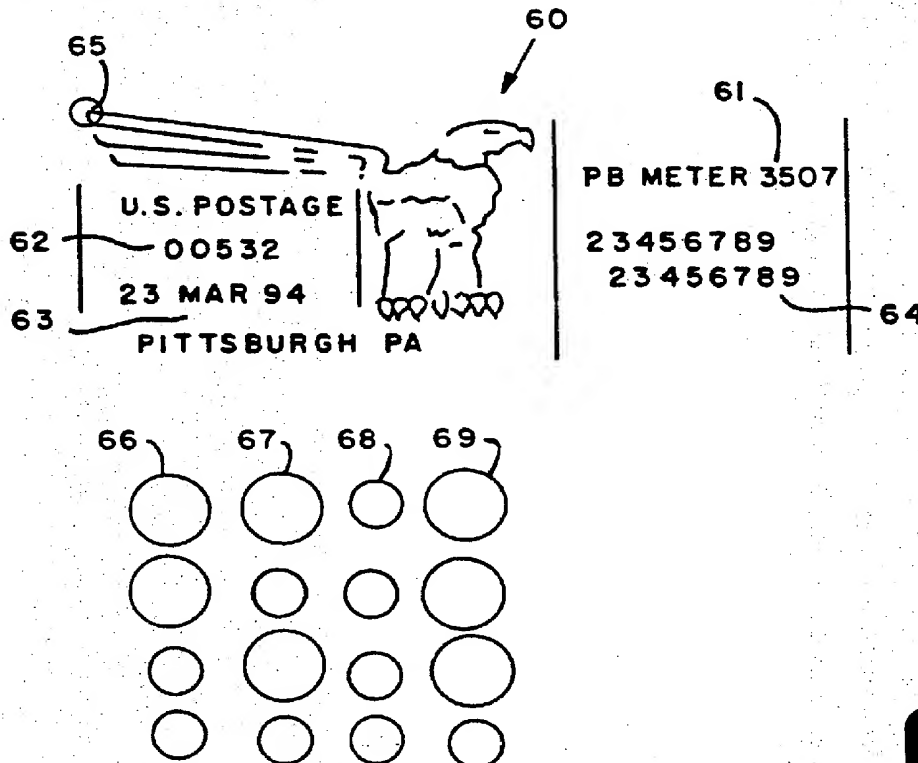 60
65
61
PB METER 3507
U.S. POSTAGE
62
00532
23456789
23 MAR 94
23456789
63
64
PITTSBURGH PA
66 67 68 69